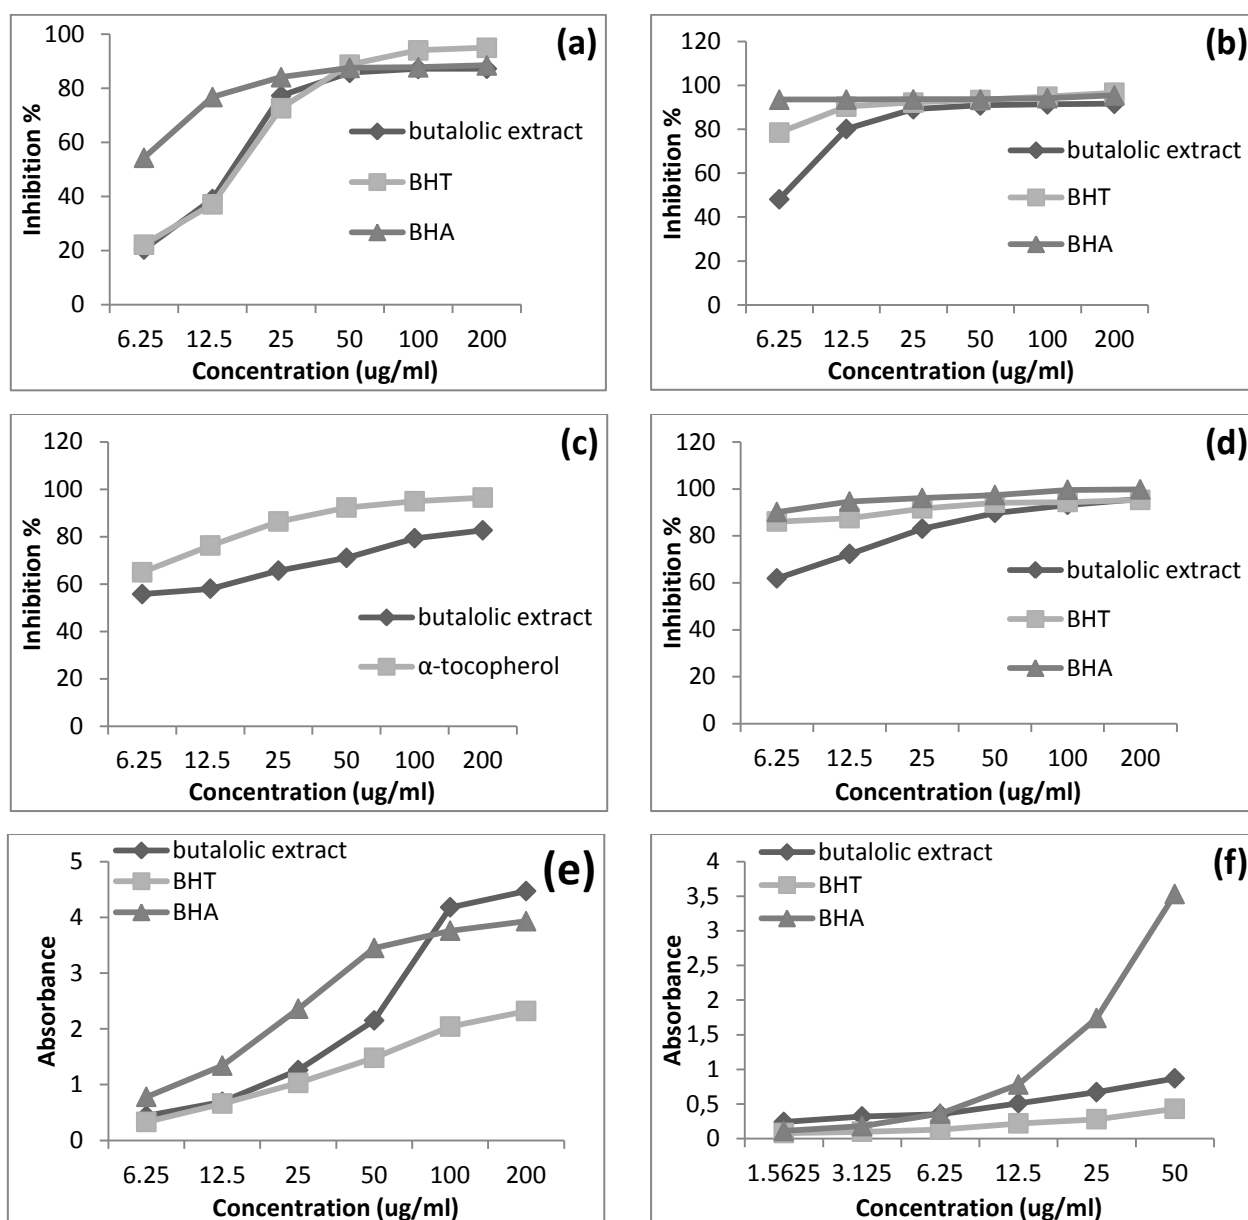 (a)
100
80
60
40
20
0
Inhibition %
butalolic extract
BHT
BHA
6.25 12.5 25 50 100 200
Concentration (ug/ml)
(b)
120
100
80
60
40
20
0
Inhibition %
butalolic extract
BHT
BHA
6.25 12.5 25 50 100 200
Concentration (ug/ml)
(c)
120
100
80
60
40
20
0
Inhibition %
butalolic extract
α-tocopherol
6.25 12.5 25 50 100 200
Concentration (ug/ml)
(d)
120
100
80
60
40
20
0
Inhibition %
butalolic extract
BHT
BHA
6.25 12.5 25 50 100 200
Concentration (ug/ml)
(e)
butalolic extract
BHT
BHA
5
4
3
2
1
0
Absorbance
6.25 12.5 25 50 100 200
Concentration (ug/ml)
(f)
butalolic extract
BHT
BHA
4
3,5
3
2,5
2
1,5
1
0,5
0
Absorbance
1.5625 3.125 6.25 12.5 25 50
Concentration (ug/ml)